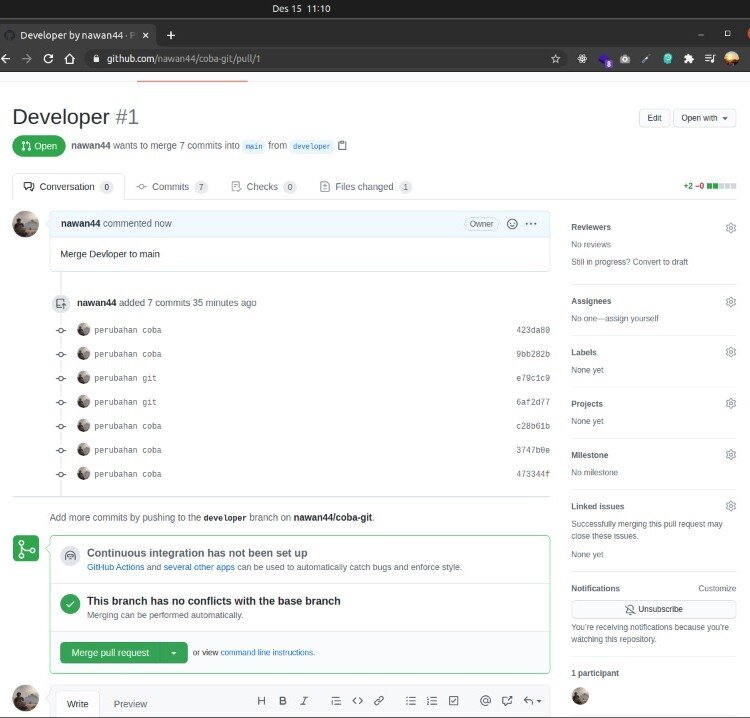 Des 15 11:10
Developer by nawan44 · P
github.com/nawan44/coba-git/pull/1
8
Developer #1
Edit
Open with
Open
nawan44 wants to merge 7 commits into main from developer
Conversation 0
Commits 7
Checks 0
Files changed 1
+2 −0
nawan44 commented now
Owner
Merge Devloper to main
nawan44 added 7 commits 35 minutes ago
perubahan coba 423da80
perubahan coba 9bb282b
perubahan git e79c1c9
perubahan git 6af2d77
perubahan coba c28b61b
perubahan coba 3747b0e
perubahan coba 473344f
Add more commits by pushing to the developer branch on nawan44/coba-git.
Continuous integration has not been set up
GitHub Actions and several other apps can be used to automatically catch bugs and enforce style.
This branch has no conflicts with the base branch
Merging can be performed automatically.
Merge pull request
or view command line instructions.
Write
Preview
H B I
Reviewers
No reviews
Still in progress? Convert to draft
Assignees
No one—assign yourself
Labels
None yet
Projects
None yet
Milestone
No milestone
Linked issues
Successfully merging this pull request may
close these issues.
None yet
Notifications
Customize
Unsubscribe
You're receiving notifications because you're
watching this repository.
1 participant